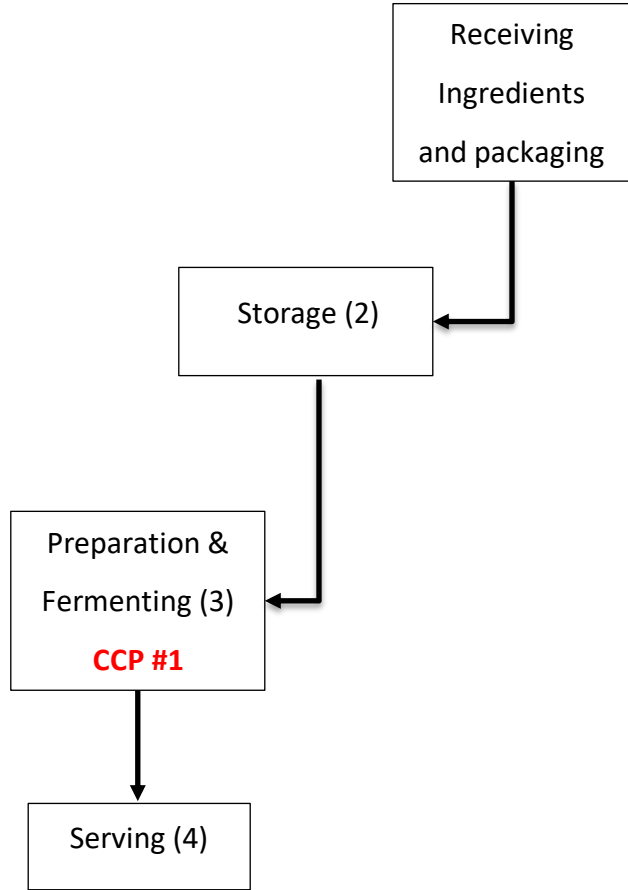 Receiving
Ingredients
and packaging
Storage (2)
Preparation &
Fermenting (3)
CCP #1
Serving (4)